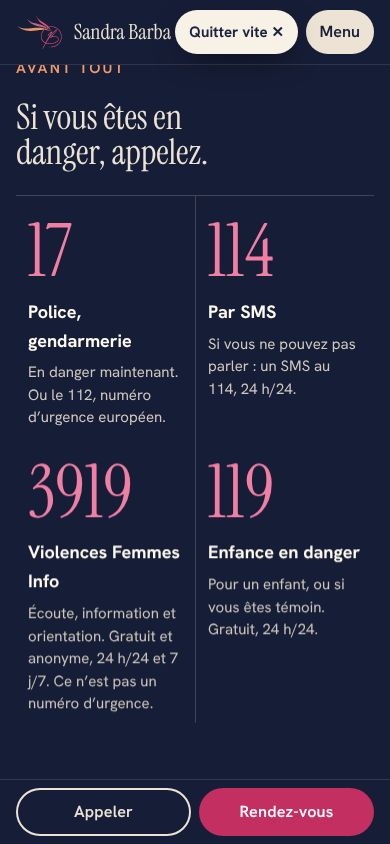 Sandra Barba
Quitter vite ✕
Menu
AVANT TOUT
Si vous êtes en
danger, appelez.
17
Police,
gendarmerie
En danger maintenant.
Ou le 112, numéro
d’urgence européen.
114
Par SMS
Si vous ne pouvez pas
parler : un SMS au
114, 24 h/24.
3919
Violences Femmes
Info
Écoute, information et
orientation. Gratuit et
anonyme, 24 h/24 et 7
j/7. Ce n’est pas un
numéro d’urgence.
119
Enfance en danger
Pour un enfant, ou si
vous êtes témoin.
Gratuit, 24 h/24.
Appeler
Rendez-vous